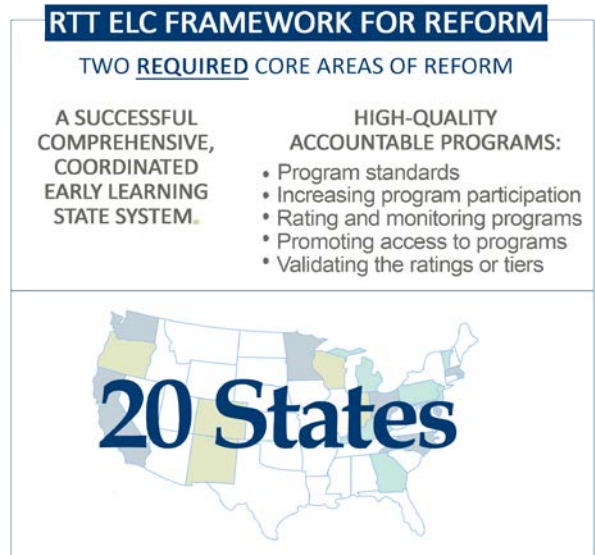 RTT ELC FRAMEWORK FOR REFORM
TWO REQUIRED CORE AREAS OF REFORM
A SUCCESSFUL
COMPREHENSIVE,
COORDINATED
EARLY LEARNING
STATE SYSTEM.
HIGH-QUALITY
ACCOUNTABLE PROGRAMS:
• Program standards
• Increasing program participation
• Rating and monitoring programs
• Promoting access to programs
• Validating the ratings or tiers
20 States